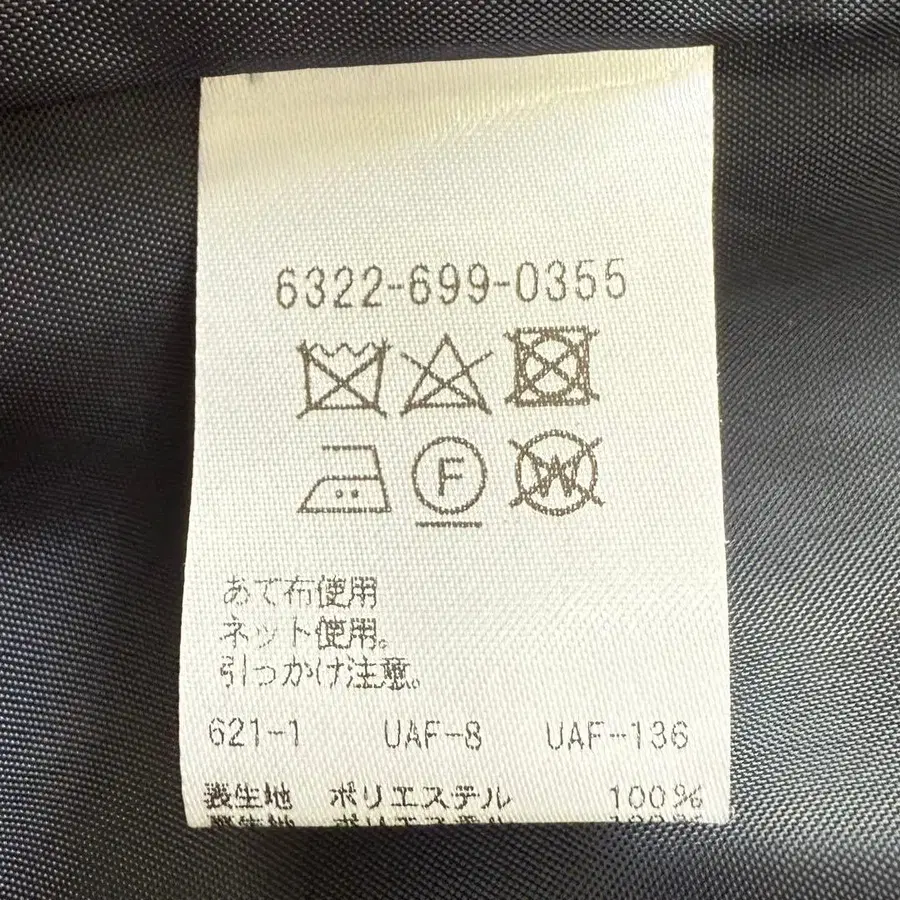 6322-699-0355
F
W
あて布使用
ネット使用。
引っかけ注意。
621-1 UAF-8 UAF-136
表生地 ポリエステル 100%